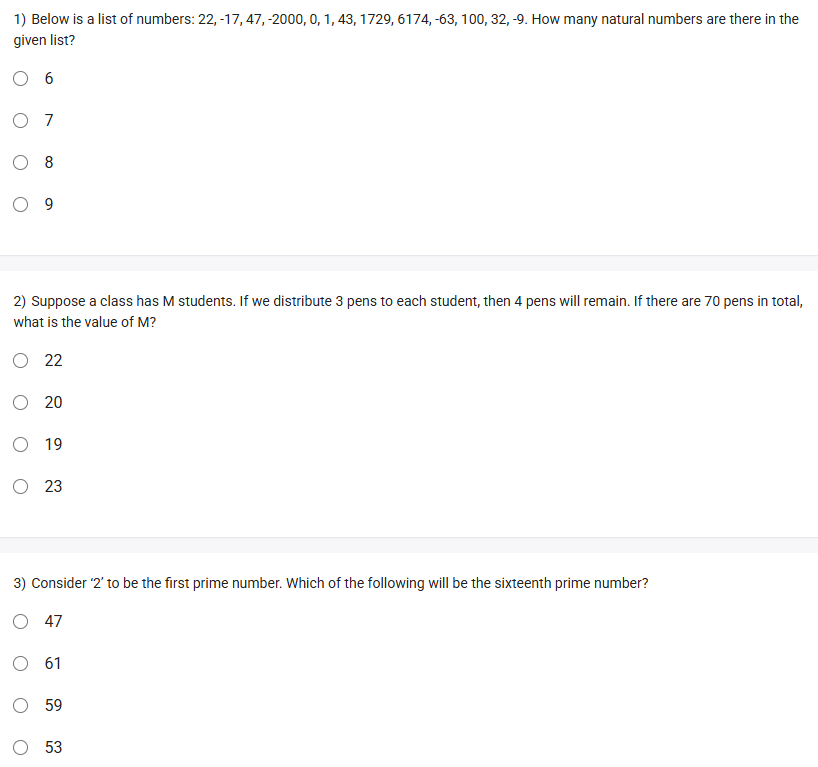 1) Below is a list of numbers: 22, -17, 47, -2000, 0, 1, 43, 1729, 6174, -63, 100, 32, -9. How many natural numbers are there in the
given list?
6
7
8
9
2) Suppose a class has M students. If we distribute 3 pens to each student, then 4 pens will remain. If there are 70 pens in total,
what is the value of M?
22
20
19
23
3) Consider ‘2’ to be the first prime number. Which of the following will be the sixteenth prime number?
47
61
59
53